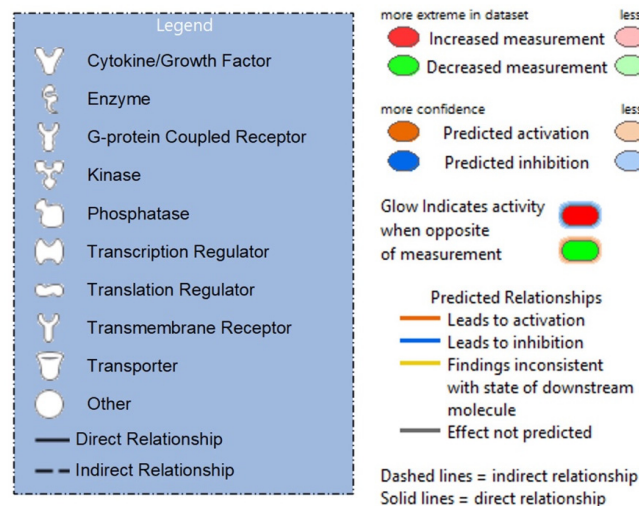 Legend
Cytokine/Growth Factor
Enzyme
G-protein Coupled Receptor
Kinase
Phosphatase
Transcription Regulator
Translation Regulator
Transmembrane Receptor
Transporter
Other
Direct Relationship
Indirect Relationship
more extreme in dataset less
Increased measurement
Decreased measurement
more confidence less
Predicted activation
Predicted inhibition
Glow Indicates activity
when opposite
of measurement
Predicted Relationships
Leads to activation
Leads to inhibition
Findings inconsistent
with state of downstream
molecule
Effect not predicted
Dashed lines = indirect relationship
Solid lines = direct relationship